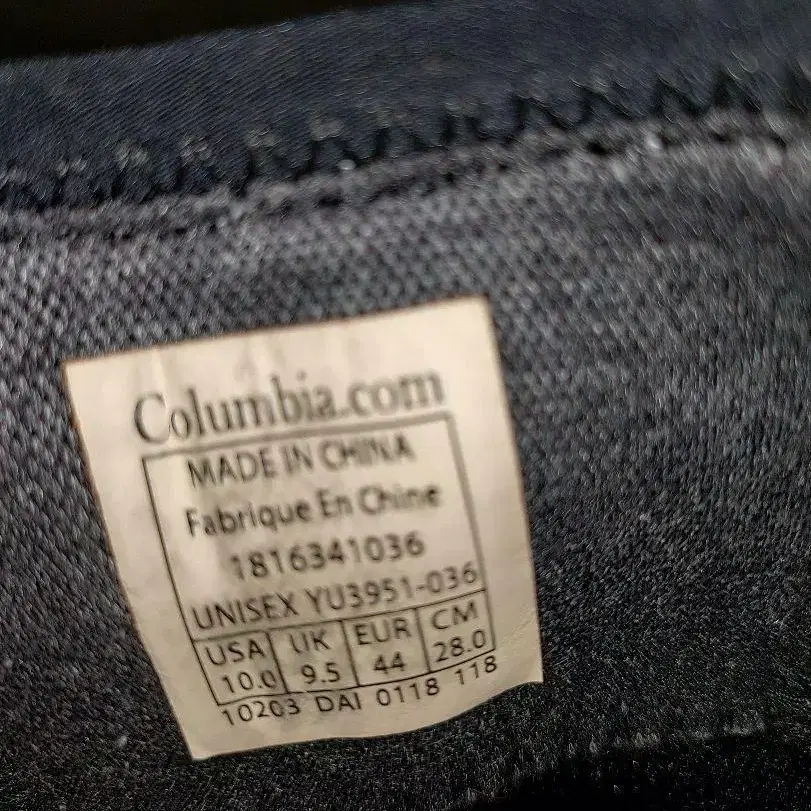 Columbia.com
MADE IN CHINA
Fabrique En Chine
1816341036
UNISEX YU3951-036
USA UK EUR CM
10.0 9.5 44 28.0
10203 DAI 0118 118